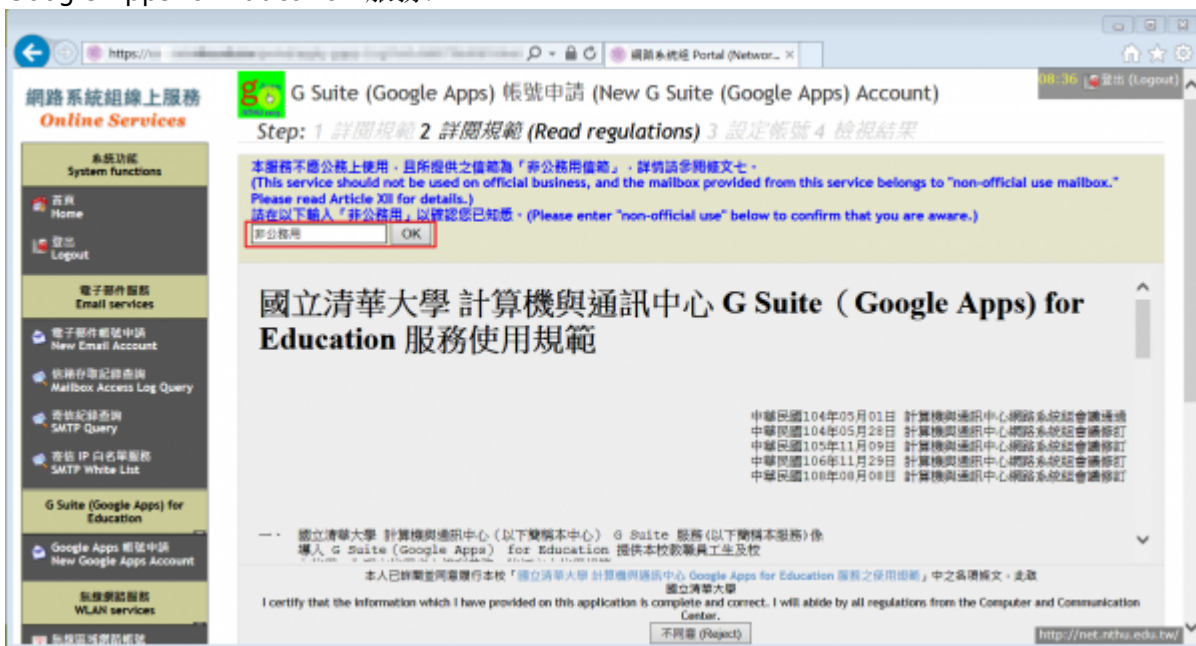 https://
網路系統組 Portal (Networ...
08:36 登出 (Logout)
網路系統組線上服務
Online Services
系統功能
System functions
首頁
Home
登出
Logout
電子郵件服務
Email services
電子郵件帳號申請
New Email Account
信箱存取記錄查詢
Mailbox Access Log Query
寄信紀錄查詢
SMTP Query
寄信 IP 白名單服務
SMTP White List
G Suite (Google Apps) for
Education
Google Apps 帳號申請
New Google Apps Account
無線網路服務
WLAN services
無線區域網路帳號
G Suite (Google Apps) 帳號申請 (New G Suite (Google Apps) Account)
Step: 1 詳閱規範 2 詳閱規範 (Read regulations) 3 設定帳號 4 檢視結果
本服務不應公務上使用,且所提供之信箱為「非公務用信箱」,詳情請參閱條文七。
(This service should not be used on official business, and the mailbox provided from this service belongs to "non-official use mailbox."
Please read Article XII for details.)
請在以下輸入「非公務用」以確認您已知悉。(Please enter "non-official use" below to confirm that you are aware.)
非公務用 OK
國立清華大學 計算機與通訊中心 G Suite(Google Apps) for
Education 服務使用規範
中華民國104年05月01日 計算機與通訊中心網路系統組會議通過
中華民國104年05月28日 計算機與通訊中心網路系統組會議修訂
中華民國105年11月09日 計算機與通訊中心網路系統組會議修訂
中華民國106年11月29日 計算機與通訊中心網路系統組會議修訂
中華民國108年08月08日 計算機與通訊中心網路系統組會議修訂
一、 國立清華大學 計算機與通訊中心(以下簡稱本中心) G Suite 服務(以下簡稱本服務)係
導入 G Suite (Google Apps) for Education 提供本校教職員工生及校
本人已詳閱並同意履行本校「國立清華大學 計算機與通訊中心 Google Apps for Education 服務之使用規範」中之各項條文,此致
國立清華大學
I certify that the information which I have provided on this application is complete and correct. I will abide by all regulations from the Computer and Communication
Center.
不同意 (Reject)
http://net.nthu.edu.tw/